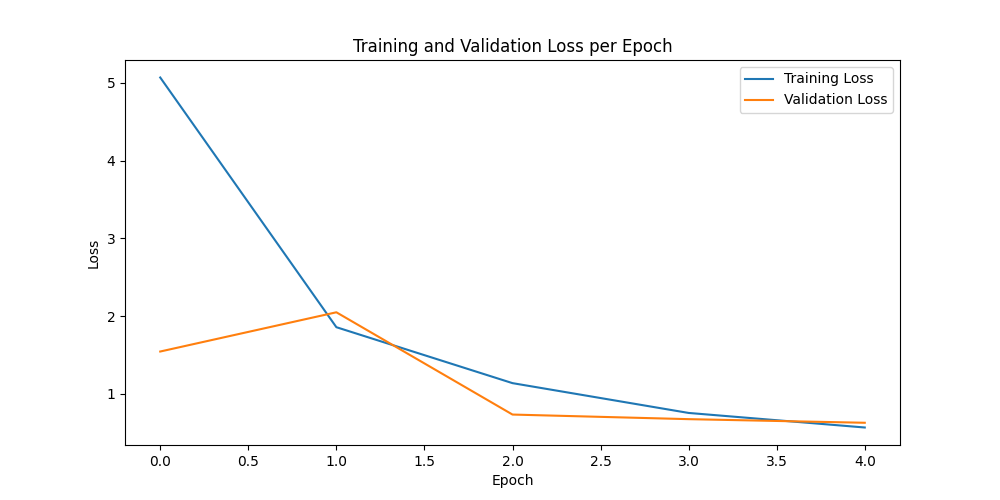 Training and Validation Loss per Epoch
Training Loss
Validation Loss
5
4
3
2
1
Loss
0.0 0.5 1.0 1.5 2.0 2.5 3.0 3.5 4.0
Epoch